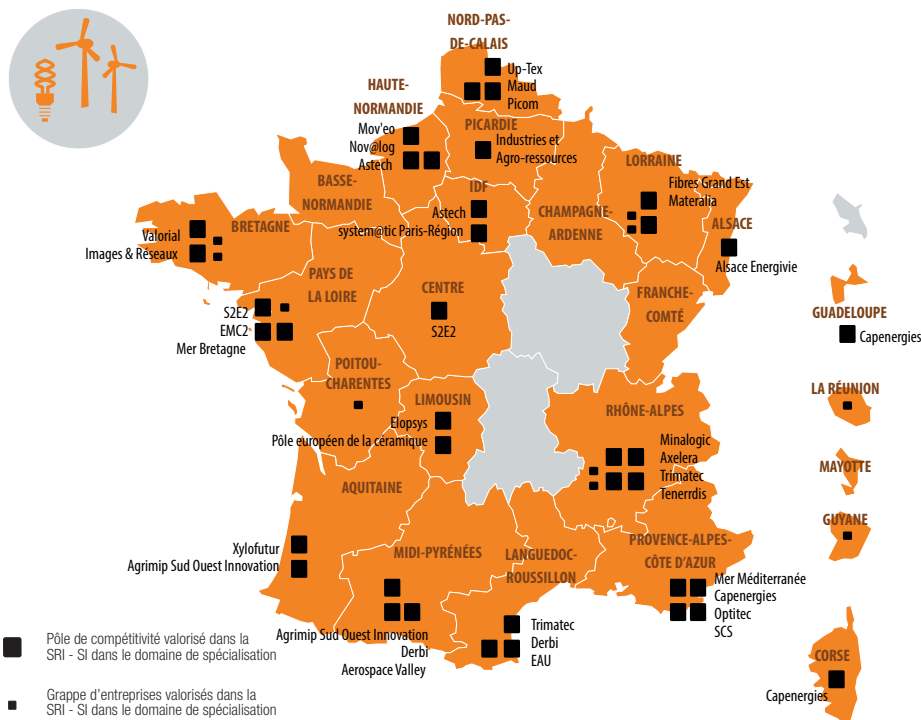 NORD-PAS-
DE-CALAIS
Up-Tex
Maud
Picom
HAUTE-
NORMANDIE
Mov'eo
Nov@log
Astech
PICARDIE
Industries et
Agro-ressources
LORRAINE
Fibres Grand Est
Materalia
BASSE-
NORMANDIE
IDF
Astech
system@tic Paris-Région
CHAMPAGNE-
ARDENNE
ALSACE
Alsace Energivie
BRETAGNE
Valorial
Images & Réseaux
PAYS DE
LA LOIRE
S2E2
EMC2
Mer Bretagne
CENTRE
S2E2
FRANCHE-
COMTÉ
GUADELOUPE
Capenergies
POITOU-
CHARENTES
LIMOUSIN
Elopsys
Pôle européen de la céramique
RHÔNE-ALPES
Minalogic
Axelera
Trimatec
Tenerrdis
LA RÉUNION
MAYOTTE
GUYANE
AQUITAINE
Xylofutur
Agrimip Sud Ouest Innovation
MIDI-PYRÉNÉES
Agrimip Sud Ouest Innovation
Derbi
Aerospace Valley
LANGUEDOC-
ROUSSILLON
Trimatec
Derbi
EAU
PROVENCE-ALPES-
CÔTE D'AZUR
Mer Méditerranée
Capenergies
Optitec
SCS
CORSE
Capenergies
Pôle de compétitivité valorisé dans la
SRI - SI dans le domaine de spécialisation
Grappe d'entreprises valorisés dans la
SRI - SI dans le domaine de spécialisation